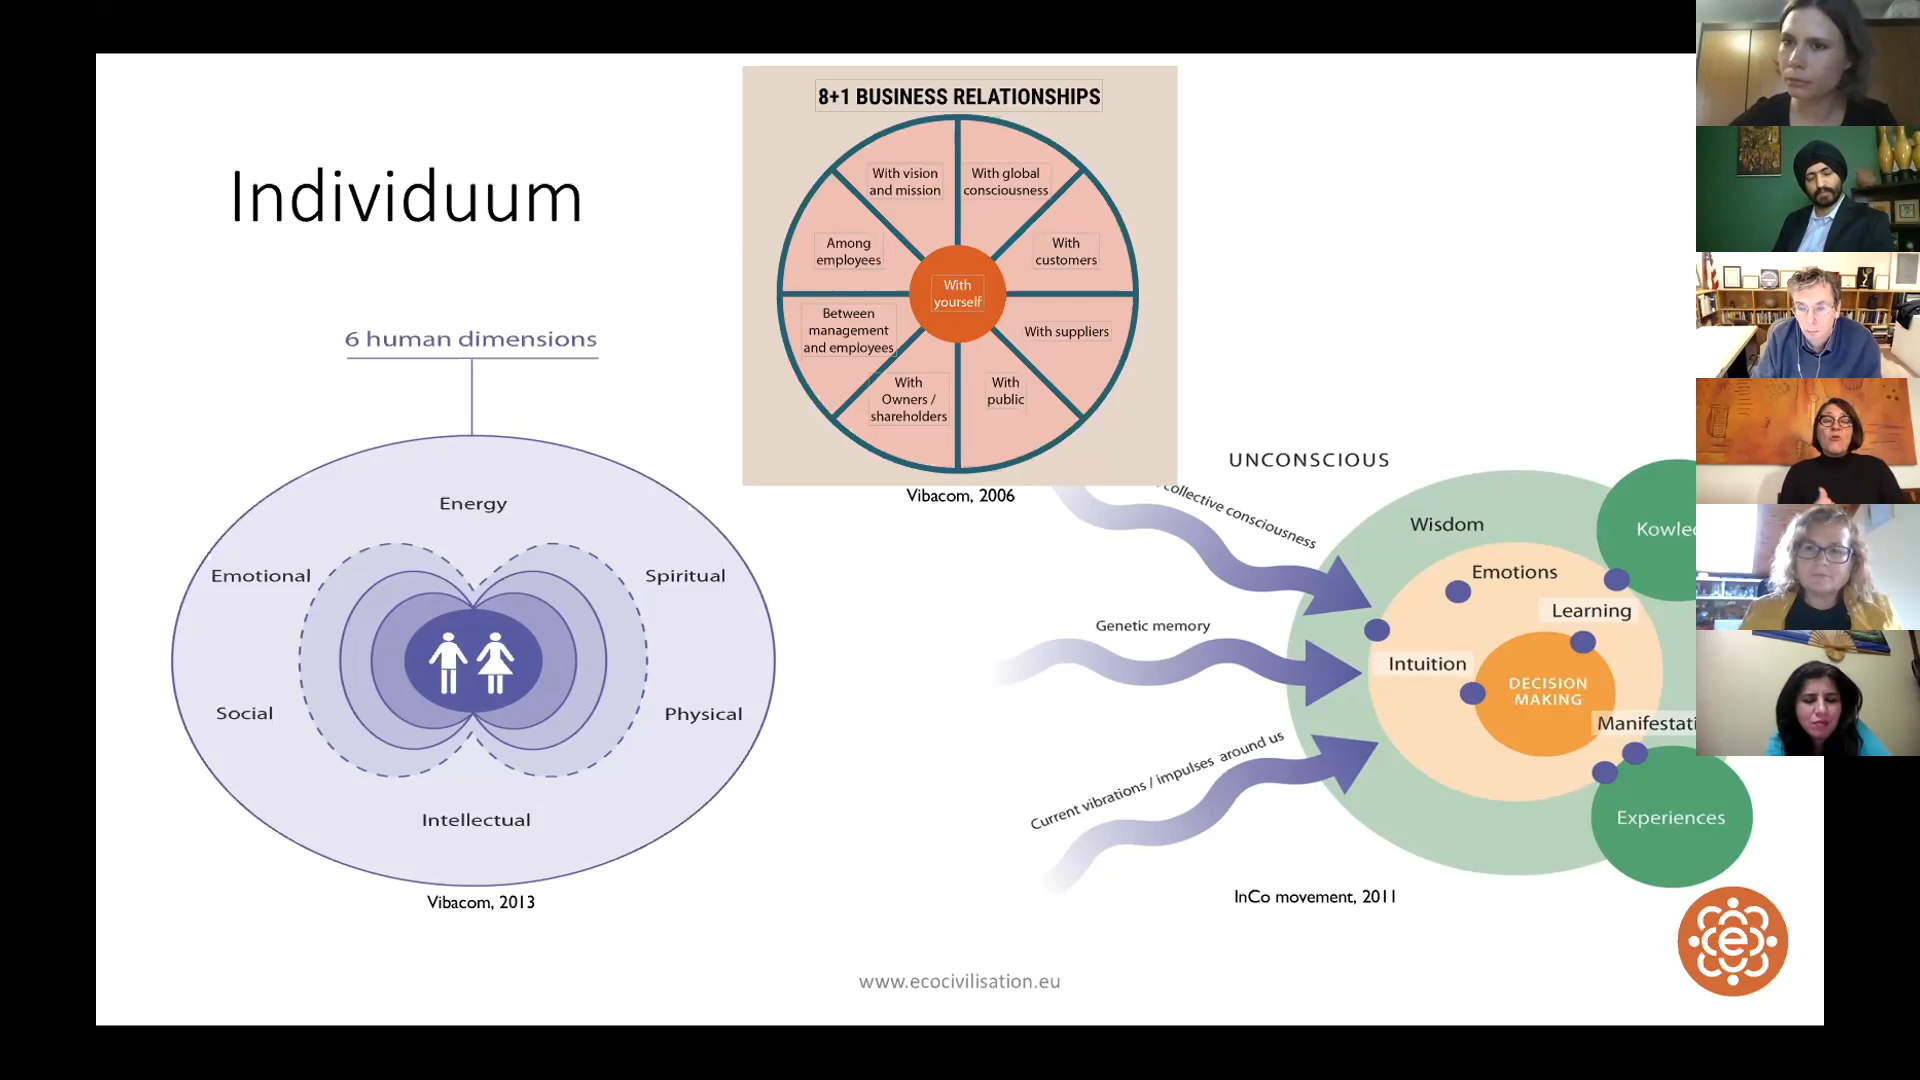 Individuum
6 human dimensions
Energy
Emotional
Spiritual
Social
Physical
Intellectual
Vibacom, 2013
8+1 BUSINESS RELATIONSHIPS
With vision
and mission
With global
consciousness
Among
employees
With
customers
With
yourself
Between
management
and employees
With suppliers
With
Owners /
shareholders
With
public
Vibacom, 2006
UNCONSCIOUS
collective consciousness
Genetic memory
Current vibrations / impulses around us
Wisdom
Kowle
Emotions
Learning
Intuition
DECISION
MAKING
Manifestati
Experiences
InCo movement, 2011
e
www.ecocivilisation.eu